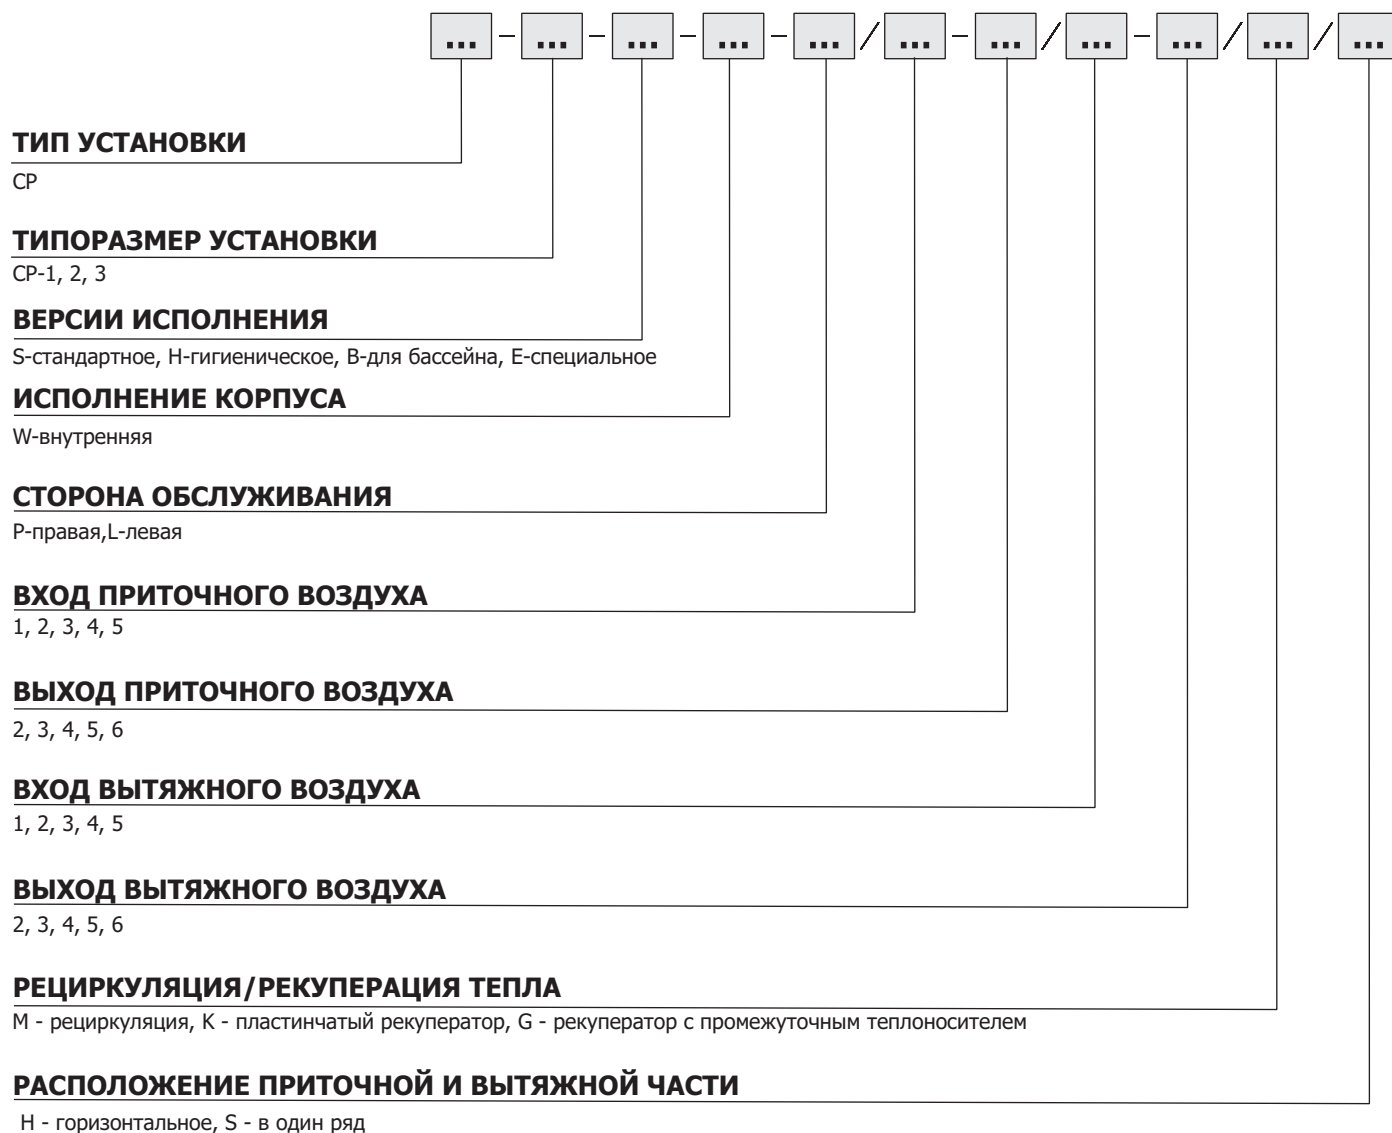 ... - ... - ... - ... - ... / ... - ... / ... - ... / ... / ...
ТИП УСТАНОВКИ
CP
ТИПОРАЗМЕР УСТАНОВКИ
CP-1, 2, 3
ВЕРСИИ ИСПОЛНЕНИЯ
S-стандартное, H-гигиеническое, B-для бассейна, E-специальное
ИСПОЛНЕНИЕ КОРПУСА
W-внутренняя
СТОРОНА ОБСЛУЖИВАНИЯ
P-правая,L-левая
ВХОД ПРИТОЧНОГО ВОЗДУХА
1, 2, 3, 4, 5
ВЫХОД ПРИТОЧНОГО ВОЗДУХА
2, 3, 4, 5, 6
ВХОД ВЫТЯЖНОГО ВОЗДУХА
1, 2, 3, 4, 5
ВЫХОД ВЫТЯЖНОГО ВОЗДУХА
2, 3, 4, 5, 6
РЕЦИРКУЛЯЦИЯ/РЕКУПЕРАЦИЯ ТЕПЛА
M - рециркуляция, K - пластинчатый рекуператор, G - рекуператор с промежуточным теплоносителем
РАСПОЛОЖЕНИЕ ПРИТОЧНОЙ И ВЫТЯЖНОЙ ЧАСТИ
H - горизонтальное, S - в один ряд